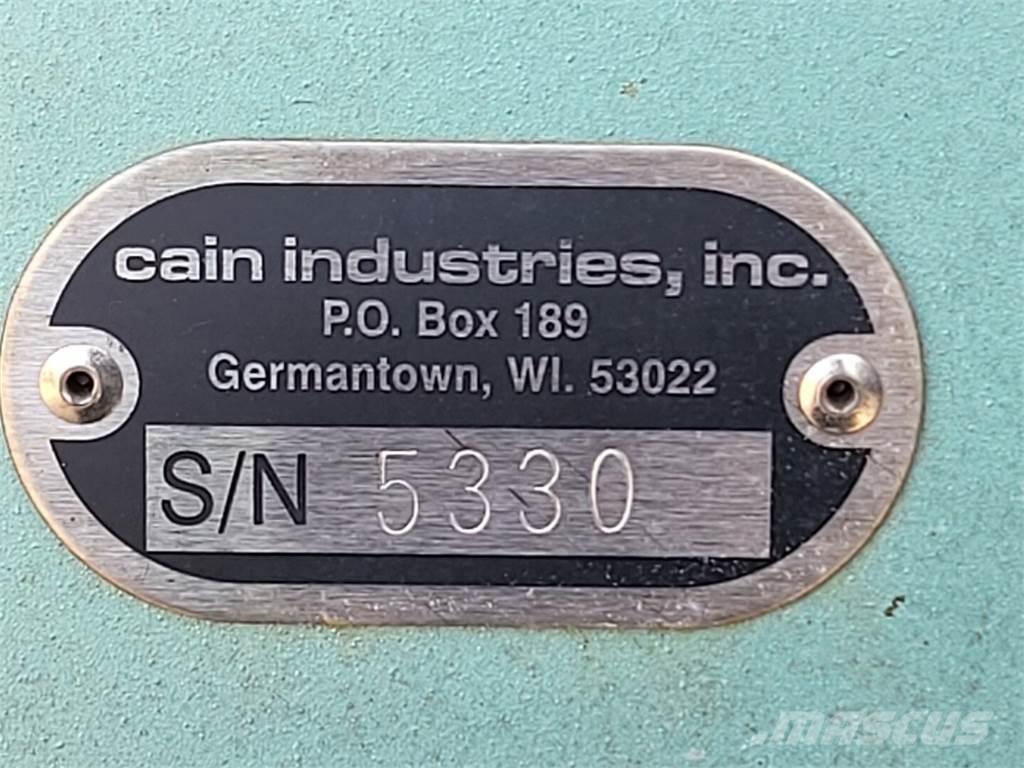 cain industries, inc.
P.O. Box 189
Germantown, WI. 53022
S/N 5330
mascus